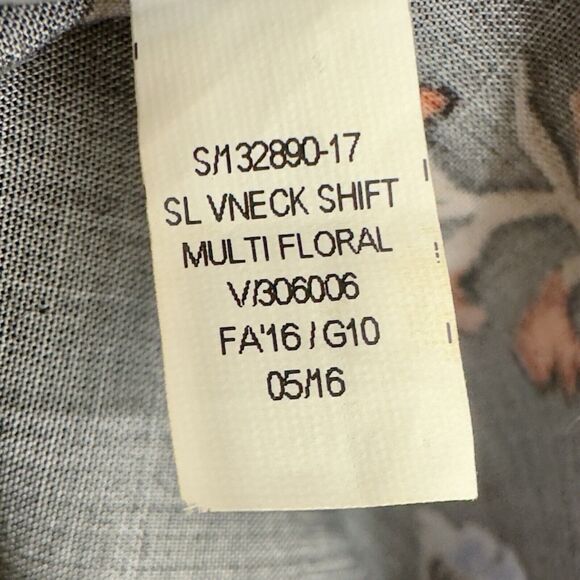 S/132890-17
SL VNECK SHIFT
MULTI FLORAL
V/306006
FA'16 / G10
05/16